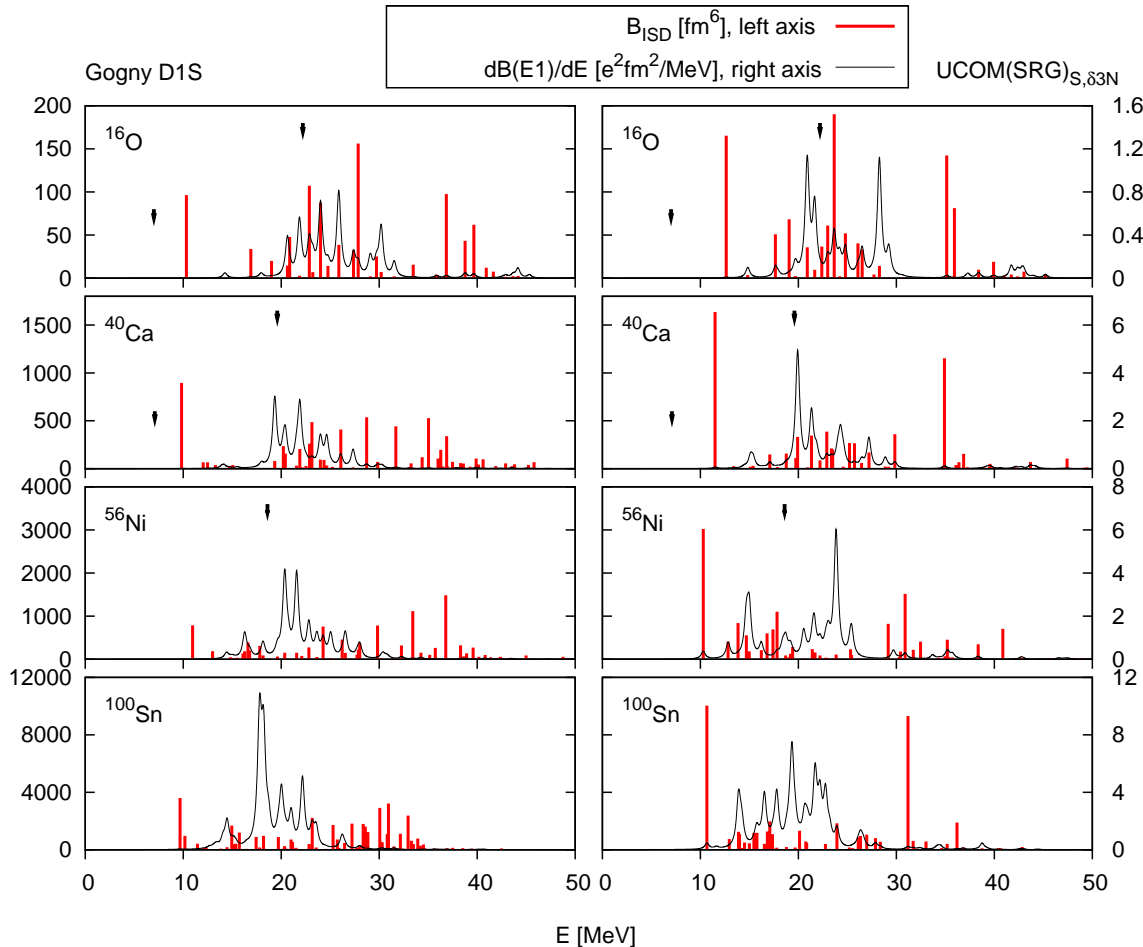 B_ISD [fm^6], left axis
dB(E1)/dE [e^2fm^2/MeV], right axis
Gogny D1S
UCOM(SRG)_S,δ3N
200
150
100
50
0
^16O
^16O
1.6
1.2
0.8
0.4
0
1500
1000
500
0
^40Ca
^40Ca
6
4
2
0
4000
3000
2000
1000
0
^56Ni
^56Ni
8
6
4
2
0
12000
8000
4000
0
^100Sn
^100Sn
12
8
4
0
0 10 20 30 40 50 0 10 20 30 40 50
E [MeV]